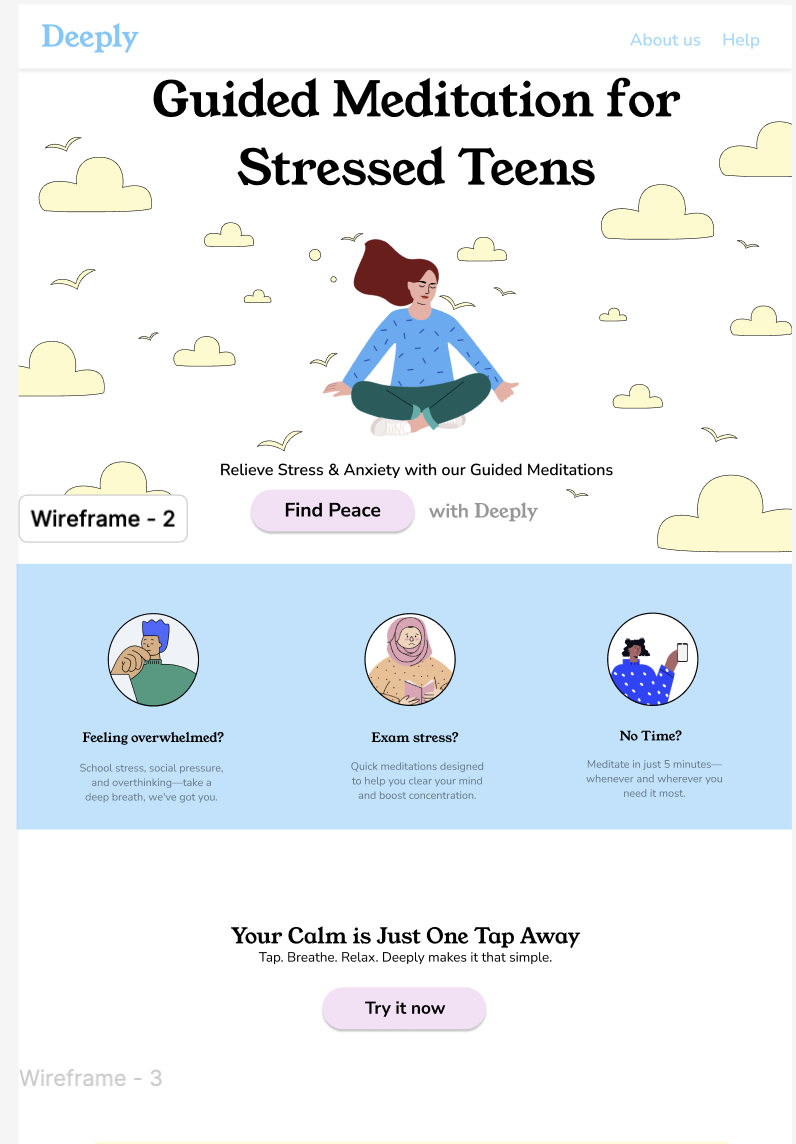 Deeply
About us Help
Guided Meditation for
Stressed Teens
Relieve Stress & Anxiety with our Guided Meditations
Wireframe - 2
Find Peace with Deeply
Feeling overwhelmed?
School stress, social pressure,
and overthinking—take a
deep breath, we've got you.
Exam stress?
Quick meditations designed
to help you clear your mind
and boost concentration.
No Time?
Meditate in just 5 minutes—
whenever and wherever you
need it most.
Your Calm is Just One Tap Away
Tap. Breathe. Relax. Deeply makes it that simple.
Try it now
Wireframe - 3